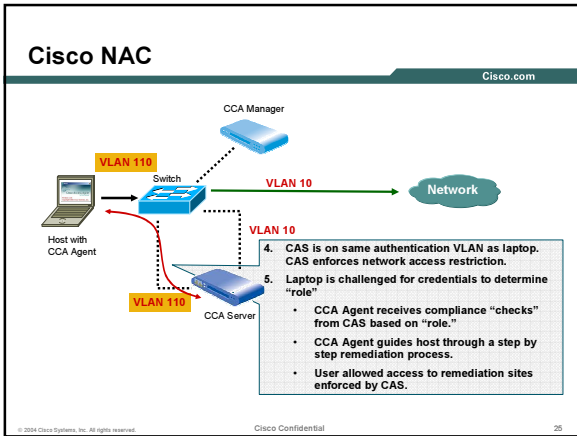 Cisco NAC
Cisco.com
CCA Manager
VLAN 110
Switch
VLAN 10
Network
Host with
CCA Agent
VLAN 10
VLAN 110
CCA Server
4. CAS is on same authentication VLAN as laptop.
CAS enforces network access restriction.
5. Laptop is challenged for credentials to determine
“role”
• CCA Agent receives compliance “checks”
from CAS based on “role.”
• CCA Agent guides host through a step by
step remediation process.
• User allowed access to remediation sites
enforced by CAS.
© 2004 Cisco Systems, Inc. All rights reserved.
Cisco Confidential
25